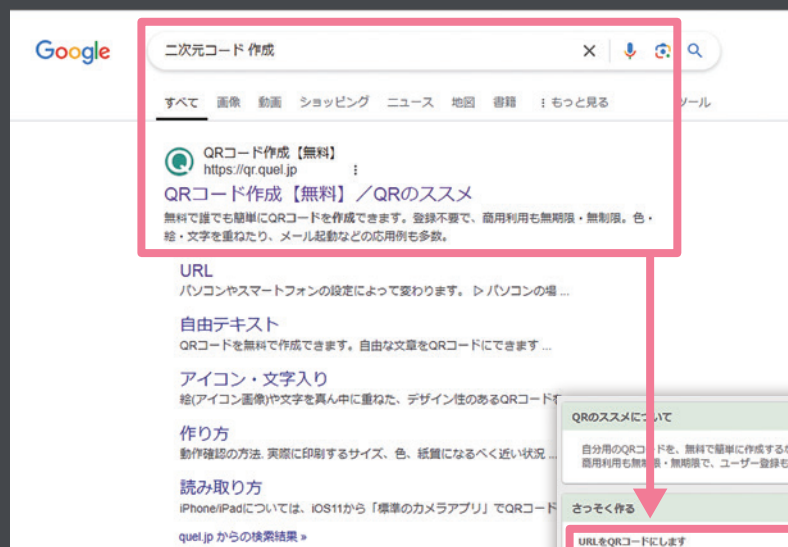 Google
二次元コード 作成
すべて 画像 動画 ショッピング ニュース 地図 書籍 もっと見る ツール
QRコード作成【無料】
https://qr.quel.jp
QRコード作成【無料】／QRのススメ
無料で誰でも簡単にQRコードを作成できます。登録不要で、商用利用も無期限・無制限。色・
絵・文字を重ねたり、メール起動などの応用例も多数。
URL
パソコンやスマートフォンの設定によって変わります。 ▷ パソコンの場 ...
自由テキスト
QRコードを無料で作成できます。自由な文章をQRコードにできます ...
アイコン・文字入り
絵(アイコン画像)や文字を真ん中に重ねた、デザイン性のあるQRコードを
作り方
動作確認の方法. 実際に印刷するサイズ、色、紙質になるべく近い状況 ...
読み取り方
iPhone/iPadについては、iOS11から「標準のカメラアプリ」でQRコード
quel.jp からの検索結果 »
QRのススメについて
自分用のQRコードを、無料で簡単に作成する
商用利用も無制限・無期限で、ユーザー登録も
さっそく作る
URLをQRコードにします